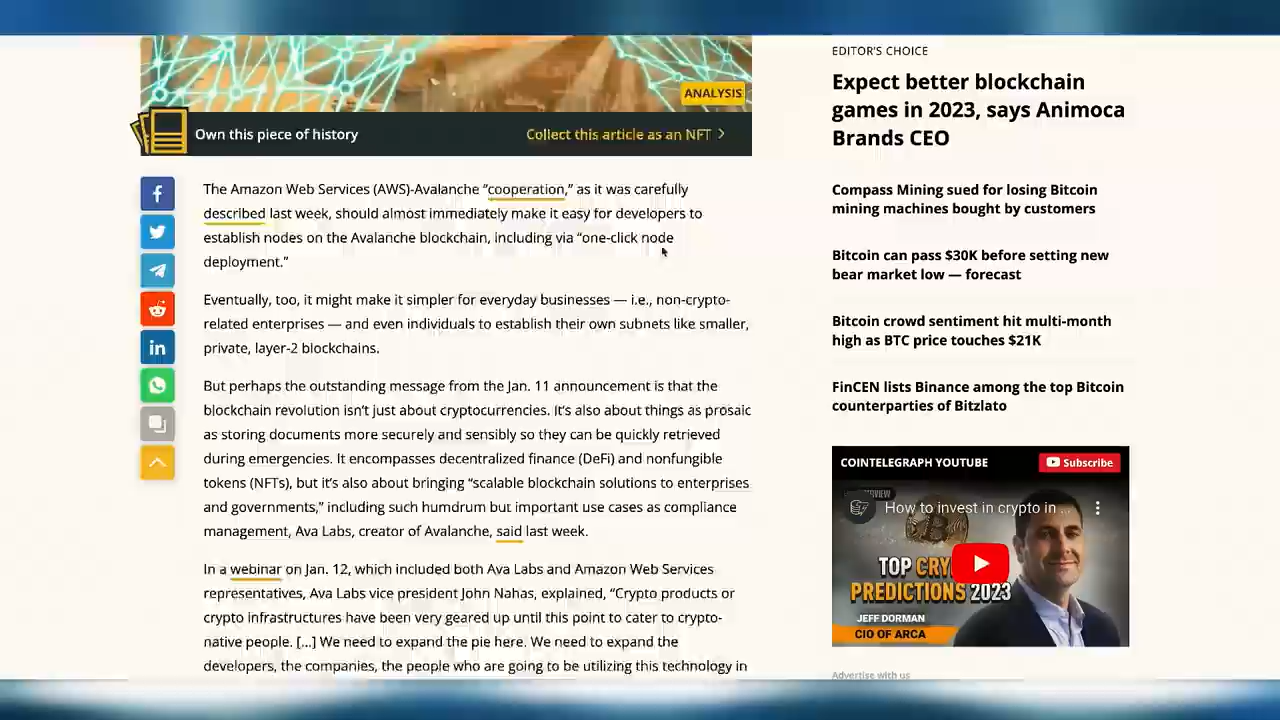 ANALYSIS
Own this piece of history
Collect this article as an NFT
The Amazon Web Services (AWS)-Avalanche “cooperation,” as it was carefully
described last week, should almost immediately make it easy for developers to
establish nodes on the Avalanche blockchain, including via “one-click node
deployment.”
Eventually, too, it might make it simpler for everyday businesses — i.e., non-crypto-
related enterprises — and even individuals to establish their own subnets like smaller,
private, layer-2 blockchains.
But perhaps the outstanding message from the Jan. 11 announcement is that the
blockchain revolution isn’t just about cryptocurrencies. It’s also about things as prosaic
as storing documents more securely and sensibly so they can be quickly retrieved
during emergencies. It encompasses decentralized finance (DeFi) and nonfungible
tokens (NFTs), but it’s also about bringing “scalable blockchain solutions to enterprises
and governments,” including such humdrum but important use cases as compliance
management, Ava Labs, creator of Avalanche, said last week.
In a webinar on Jan. 12, which included both Ava Labs and Amazon Web Services
representatives, Ava Labs vice president John Nahas, explained, “Crypto products or
crypto infrastructures have been very geared up until this point to cater to crypto-
native people. [...] We need to expand the pie here. We need to expand the
developers, the companies, the people who are going to be utilizing this technology in
EDITOR’S CHOICE
Expect better blockchain
games in 2023, says Animoca
Brands CEO
Compass Mining sued for losing Bitcoin
mining machines bought by customers
Bitcoin can pass $30K before setting new
bear market low — forecast
Bitcoin crowd sentiment hit multi-month
high as BTC price touches $21K
FinCEN lists Binance among the top Bitcoin
counterparties of Bitzlato
COINTELEGRAPH YOUTUBE
Subscribe
How to invest in crypto in ...
TOP
PREDICTIONS 2023
JEFF DORMAN
CIO OF ARCA
Advertise with us